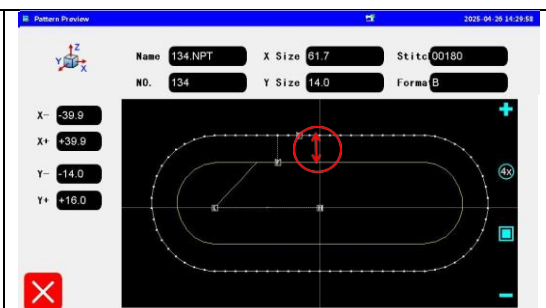 Pattern Preview 2025-04-26 14:29:58
Z
Y X
Name 134.NPT X Size 61.7 Stitc 00180
NO. 134 Y Size 14.0 Forma B
X- -39.9
X+ +39.9
Y- -14.0
Y+ +16.0
4x